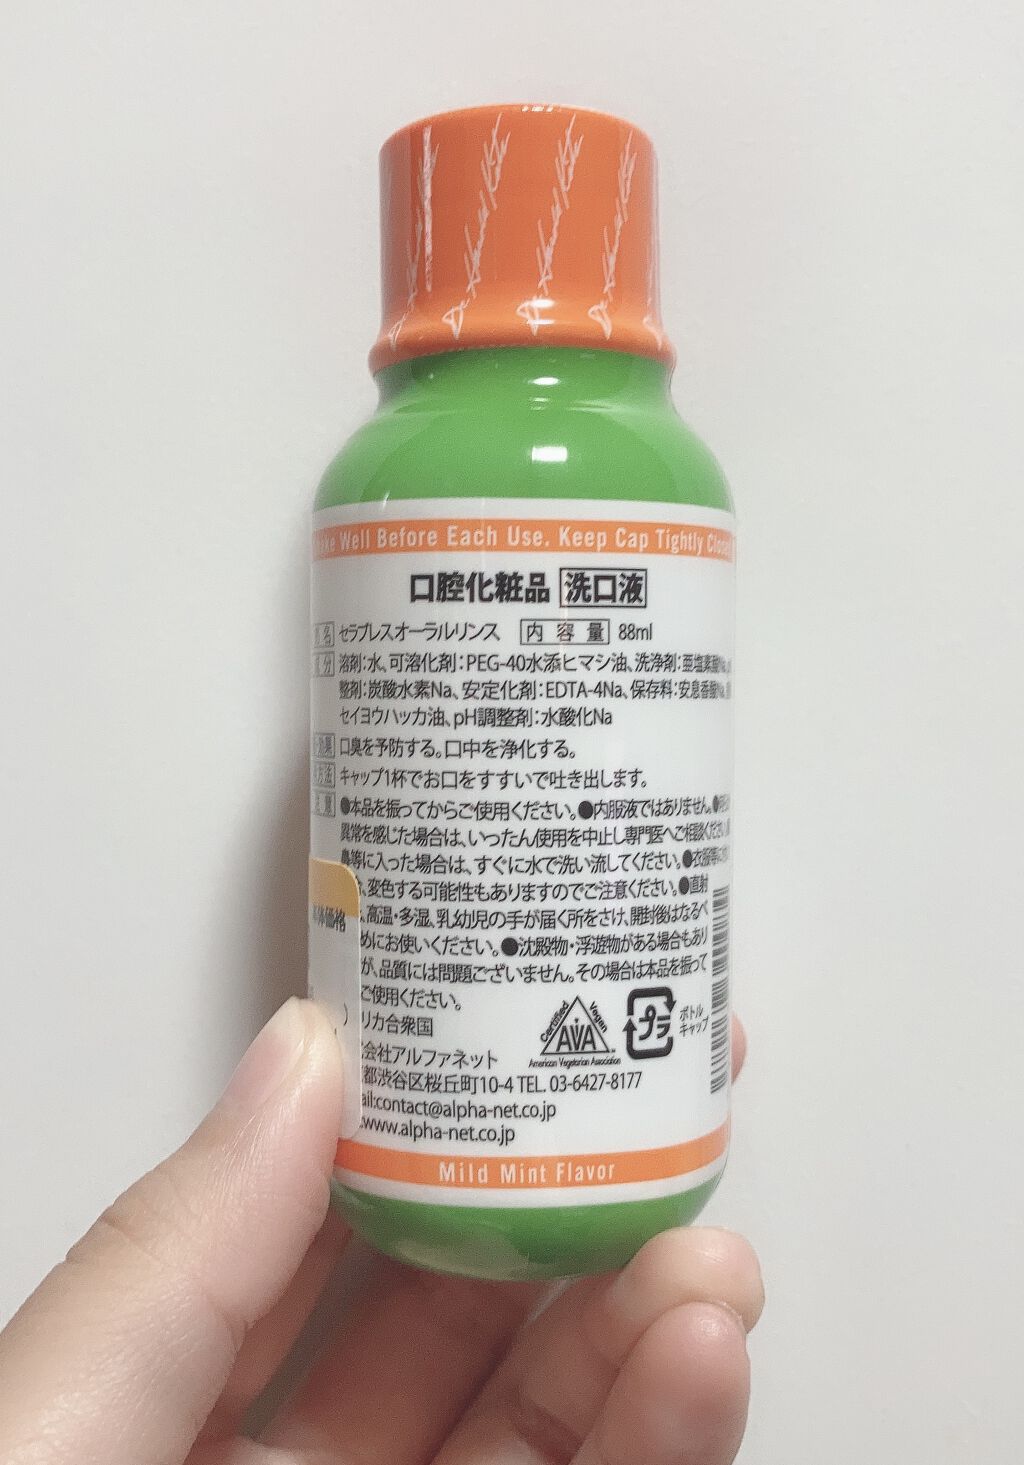 Well Before Each Use. Keep Cap Tightly
口腔化粧品 洗口液
名 セラブレスオーラルリンス 内容量 88ml
溶剤:水、可溶化剤:PEG-40水添ヒマシ油、洗浄剤:亜塩素酸Na、
整剤:炭酸水素Na、安定化剤:EDTA-4Na、保存料:安息香酸Na、
セイヨウハッカ油、pH調整剤:水酸化Na
効果 口臭を予防する。口中を浄化する。
方法 キャップ1杯でお口をすすいで吐き出します。
●本品を振ってからご使用ください。●内服液ではありません。●
異常を感じた場合は、いったん使用を中止し専門医へご相談ください。
鼻等に入った場合は、すぐに水で洗い流してください。●衣服等に
、変色する可能性もありますのでご注意ください。●直射
、高温・多湿、乳幼児の手が届く所をさけ、開封後はなるべ
めにお使いください。●沈殿物・浮遊物がある場合もあり
が、品質には問題ございません。その場合は本品を振って
ご使用ください。
リカ合衆国
会社アルファネット
都渋谷区桜丘町10-4 TEL. 03-6427-8177
ail:contact@alpha-net.co.jp
:www.alpha-net.co.jp
体価格
Certified Vegan
AVA
American Vegetarian Association
プラ
ボトル
キャップ
Mild Mint Flavor